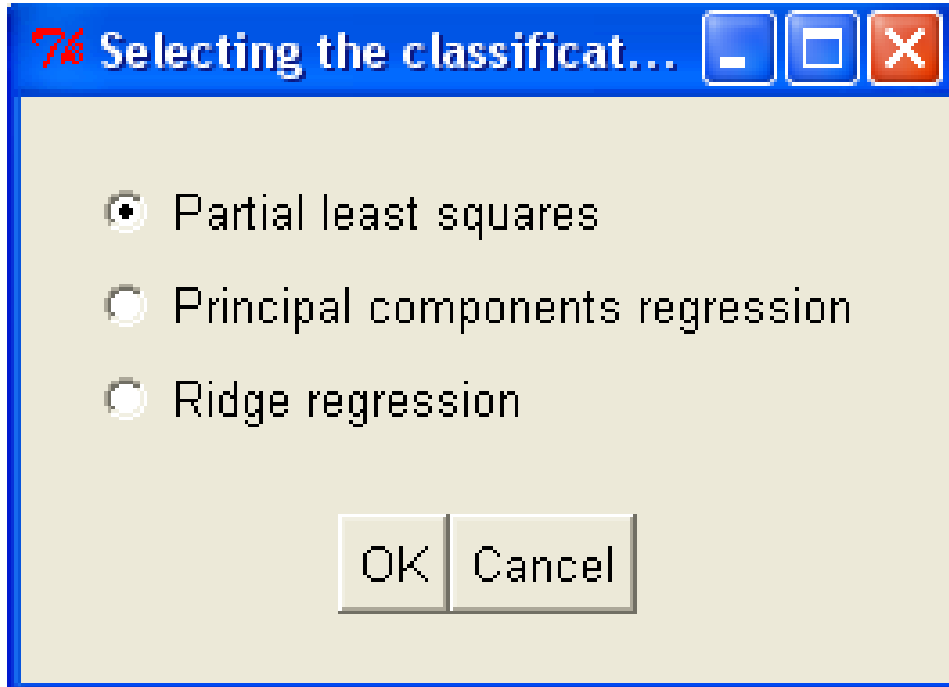 Selecting the classificat...
Partial least squares
Principal components regression
Ridge regression
OK Cancel